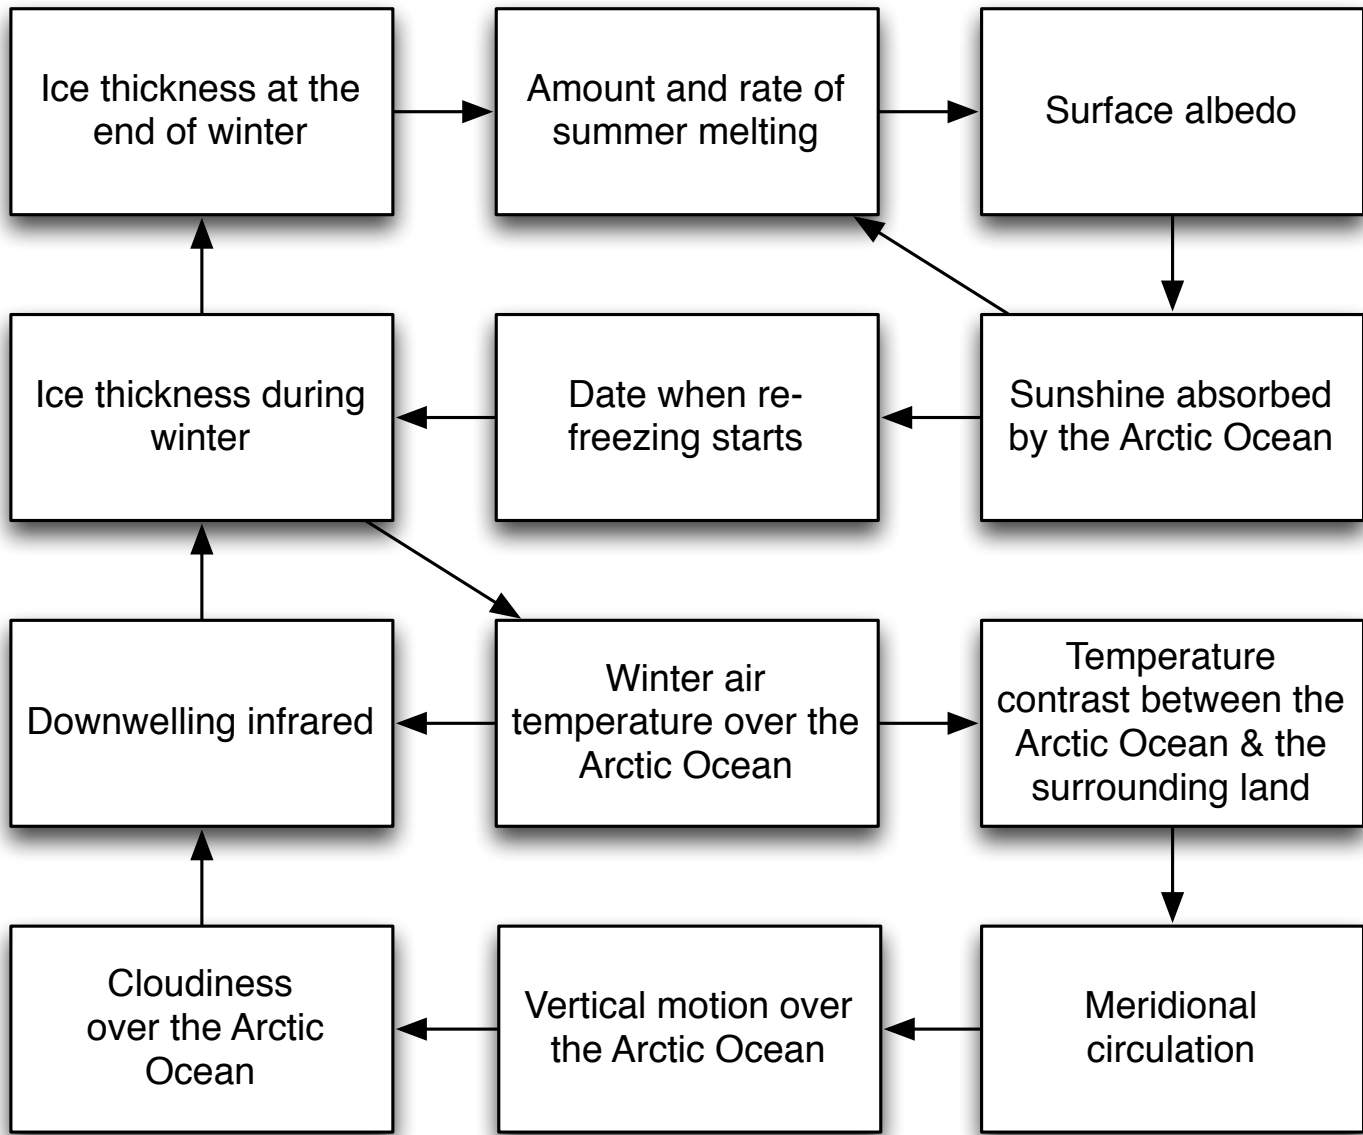 Ice thickness at the
end of winter
Amount and rate of
summer melting
Surface albedo
Ice thickness during
winter
Date when re-
freezing starts
Sunshine absorbed
by the Arctic Ocean
Downwelling infrared
Winter air
temperature over the
Arctic Ocean
Temperature
contrast between the
Arctic Ocean & the
surrounding land
Cloudiness
over the Arctic
Ocean
Vertical motion over
the Arctic Ocean
Meridional
circulation